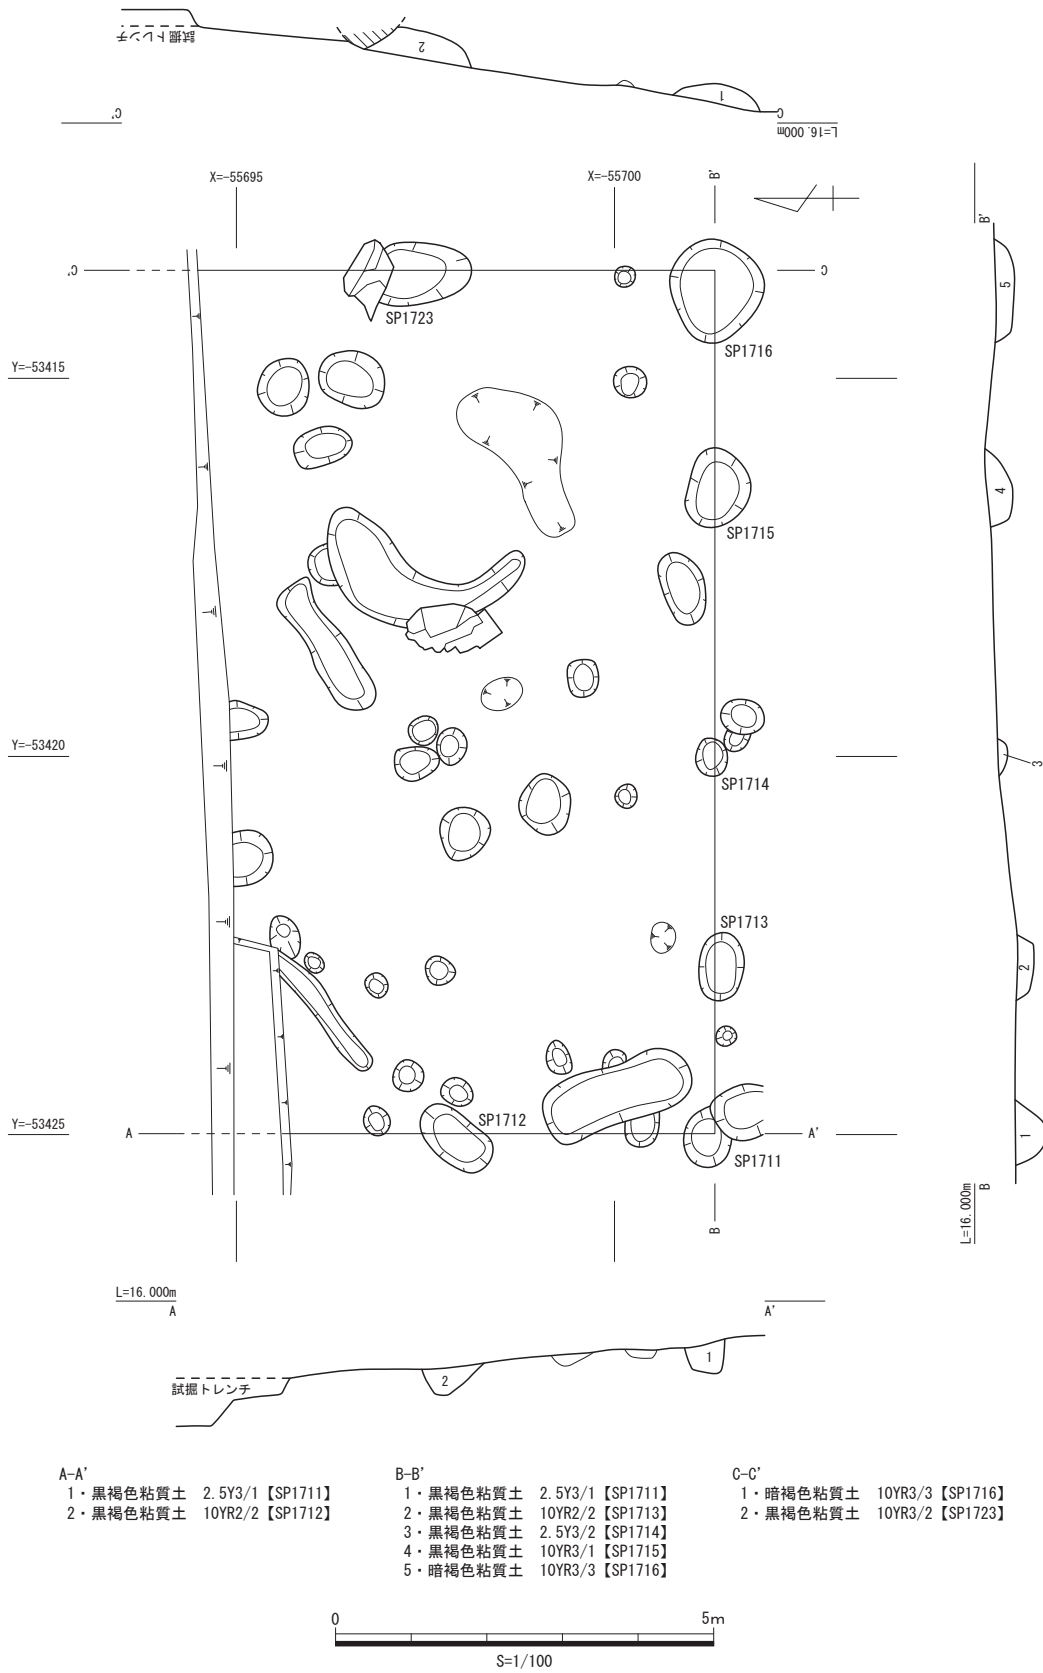 試掘トレンチ
2
1
C'
C
L=16.000m
X=-55695
X=-55700
B'
B'
C'
C
5
SP1723
SP1716
Y=-53415
4
SP1715
Y=-53420
SP1714
3
SP1713
2
SP1712
Y=-53425
A
A'
1
SP1711
B
B
L=16.000m
L=16.000m
A
A'
1
2
試掘トレンチ
A-A'
1・黒褐色粘質土 2.5Y3/1【SP1711】
2・黒褐色粘質土 10YR2/2【SP1712】
B-B'
1・黒褐色粘質土 2.5Y3/1【SP1711】
2・黒褐色粘質土 10YR2/2【SP1713】
3・黒褐色粘質土 2.5Y3/2【SP1714】
4・黒褐色粘質土 10YR3/1【SP1715】
5・暗褐色粘質土 10YR3/3【SP1716】
C-C'
1・暗褐色粘質土 10YR3/3【SP1716】
2・黒褐色粘質土 10YR3/2【SP1723】
0 5m
S=1/100